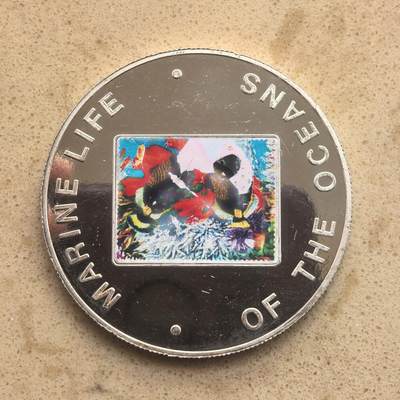 MARINE LIFE
OF THE OCEANS